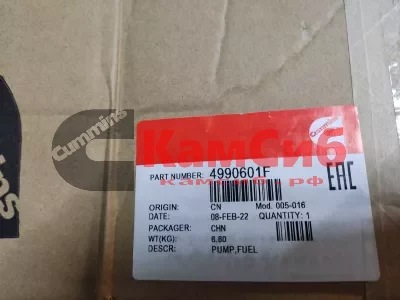 Cummins
КамСиб
Камсиб.рф
PART NUMBER: 4990601F
EAC
ORIGIN: CN Mod. 005-016
DATE: 08-FEB-22 QUANTITY: 1
PACKAGER: CHN
WT(KG): 6.60
DESCR: PUMP,FUEL